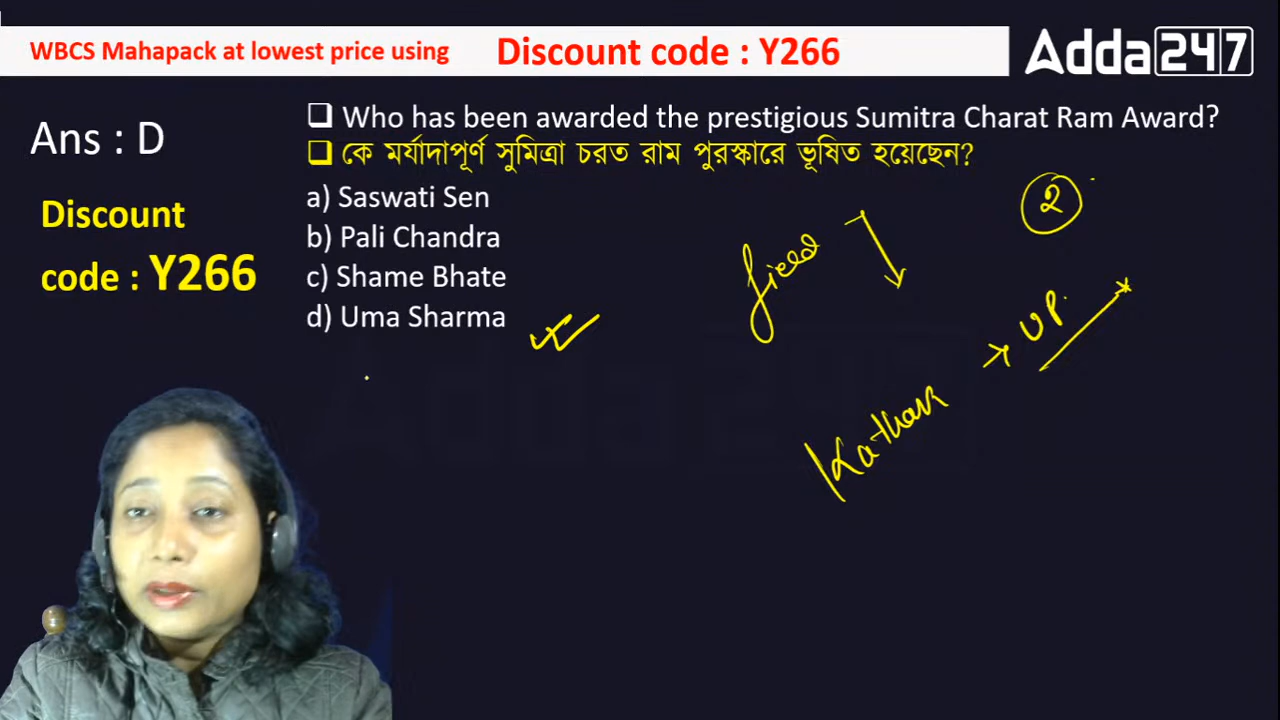 WBCS Mahapack at lowest price using Discount code : Y266
Adda247
Ans : D
Discount
code : Y266
❑ Who has been awarded the prestigious Sumitra Charat Ram Award?
❑ কে মর্যাদাপূর্ণ সুমিত্রা চরত রাম পুরস্কারে ভূষিত হয়েছেন?
a) Saswati Sen
b) Pali Chandra
c) Shame Bhate
d) Uma Sharma
field
2
UP
Kathak
Adda247